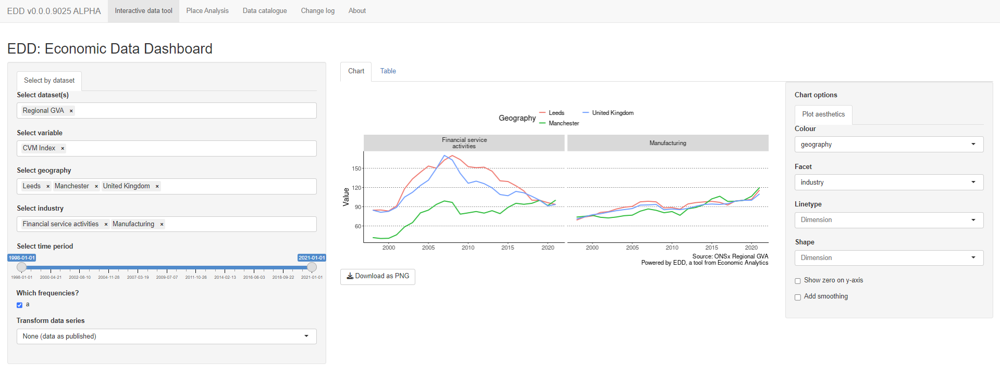 EDD v0.0.0.9025 ALPHA Interactive data tool Place Analysis Data catalogue Change log About
EDD: Economic Data Dashboard
Select by dataset
Select dataset(s)
Regional GVA ×
Select variable
CVM Index ×
Select geography
Leeds × Manchester × United Kingdom ×
Select industry
Financial service activities × Manufacturing ×
Select time period
1998-01-01 2021-01-01
1998-01-01 2000-04-21 2002-08-10 2004-11-28 2007-03-19 2009-07-07 2011-10-26 2014-02-13 2016-06-03 2018-09-22 2021-01-01
Which frequencies?
a
Transform data series
None (data as published)
Chart Table
Geography Leeds United Kingdom
Manchester
Financial service
activities
Manufacturing
Value
150
120
90
60
2000 2005 2010 2015 2020 2000 2005 2010 2015 2020
Source: ONSx Regional GVA
Powered by EDD, a tool from Economic Analytics
Download as PNG
Chart options
Plot aesthetics
Colour
geography
Facet
industry
Linetype
Dimension
Shape
Dimension
Show zero on y-axis
Add smoothing